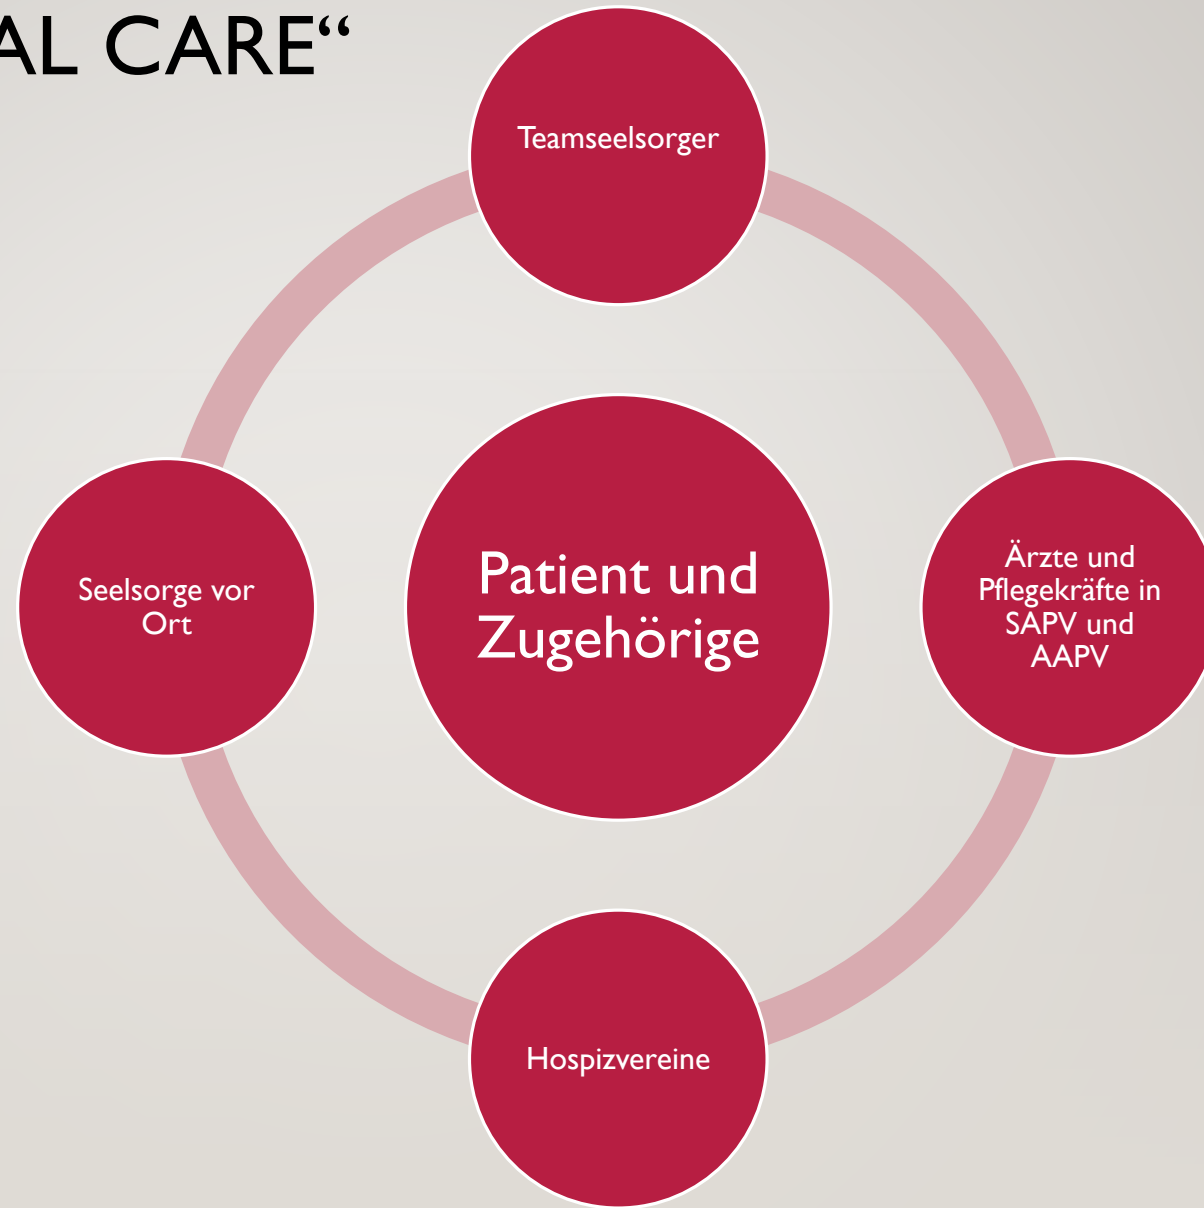 AL CARE“
Teamseelsorger
Seelsorge vor
Ort
Patient und
Zugehörige
Ärzte und
Pflegekräfte in
SAPV und
AAPV
Hospizvereine